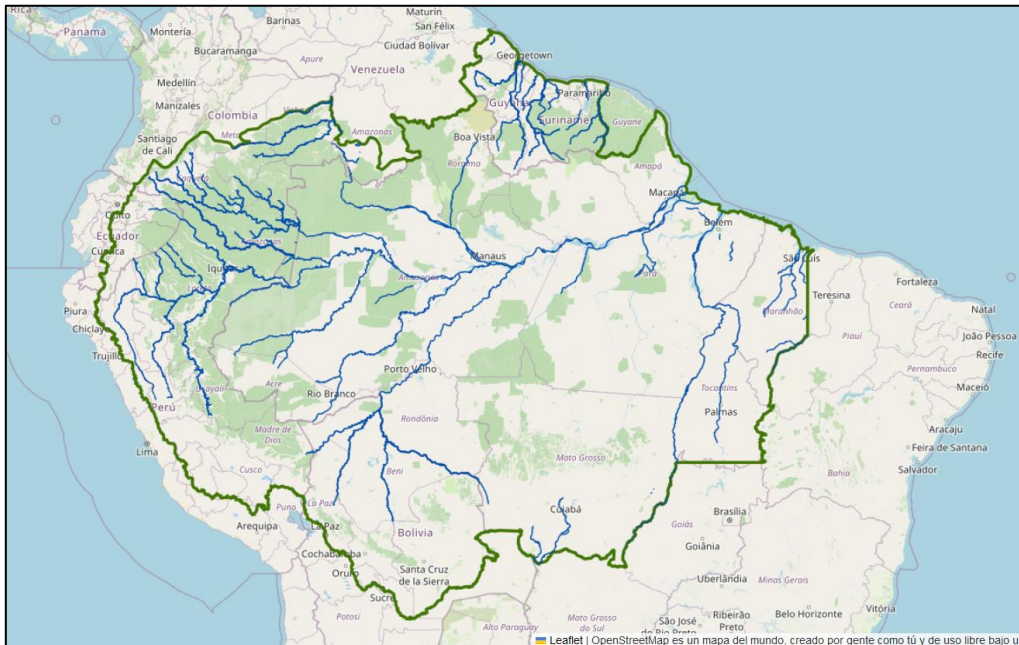 Rica
Panamá
Montería
Barinas
Maturín
San Félix
Ciudad Bolívar
Bucaramanga
Apure
Georgetown
Medellín
Venezuela
Manizales
Colombia
Paramaribo
Guyana
Suriname
Guyane
Santiago
de Cali
Meta
Amazonas
Boa Vista
Roraima
Amapá
Macapá
Quito
Ecuador
Cuenca
Belém
São Luís
Manaus
Amazonas
Pará
Fortaleza
Piura
Loreto
Teresina
Ceará
Maranhão
Natal
Chiclayo
João Pessoa
Piauí
Recife
Trujillo
Porto Velho
Pernambuco
Acre
Rio Branco
Tocantins
Maceió
Ucayali
Perú
Palmas
Rondônia
Aracaju
Madre de
Dios
Lima
Feira de Santana
Mato Grosso
Salvador
Cusco
Beni
Bahia
Puno
La Paz
Cuiabá
Brasília
Arequipa
La Paz
Bolivia
Goiás
Goiânia
Cochabamba
Santa Cruz
de la Sierra
Oruro
Uberlândia
Minas Gerais
Sucre
Vitória
Potosí
Alto Paraguay
Mato Grosso
do Sul
São José
do Rio Preto
Ribeirão
Preto
Belo Horizonte
Leaflet | OpenStreetMap es un mapa del mundo, creado por gente como tú y de uso libre bajo u